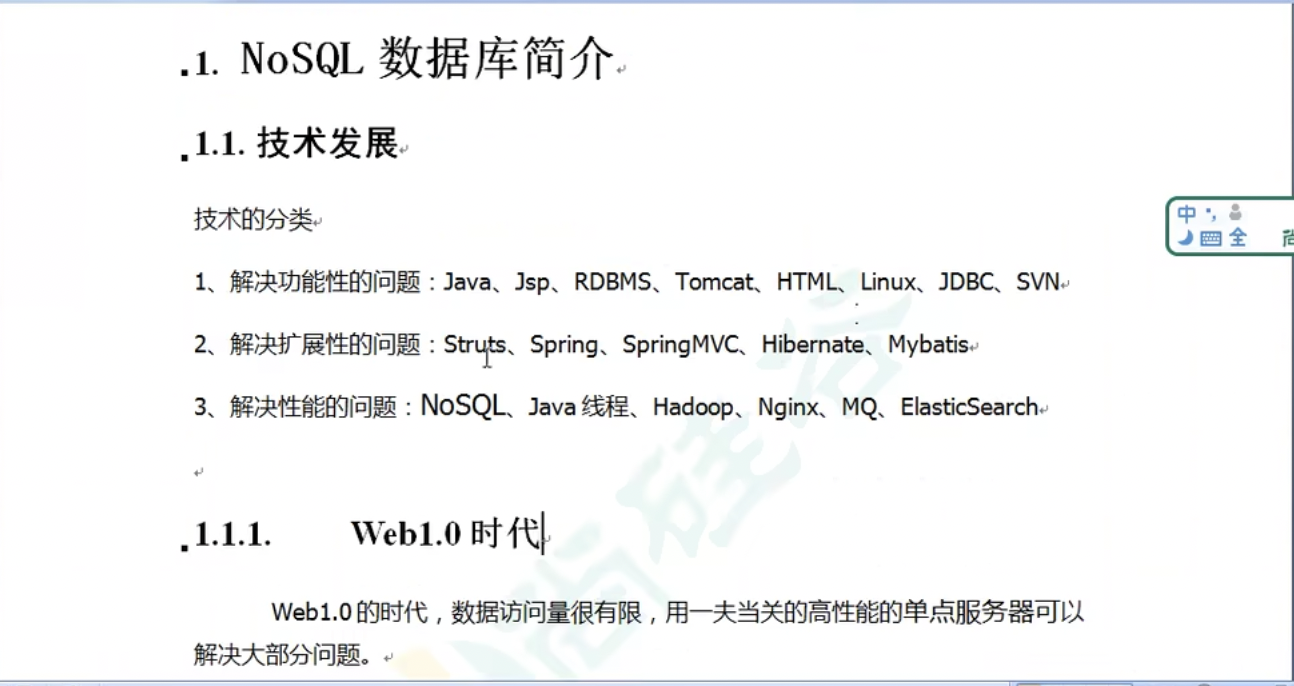 1. NoSQL 数据库简介
1.1. 技术发展
技术的分类
1、解决功能性的问题：Java、Jsp、RDBMS、Tomcat、HTML、Linux、JDBC、SVN
2、解决扩展性的问题：Struts、Spring、SpringMVC、Hibernate、Mybatis
3、解决性能的问题：NoSQL、Java 线程、Hadoop、Nginx、MQ、ElasticSearch
1.1.1. Web1.0 时代
Web1.0 的时代，数据访问量很有限，用一夫当关的高性能的单点服务器可以
解决大部分问题。
中
全
尚硅谷